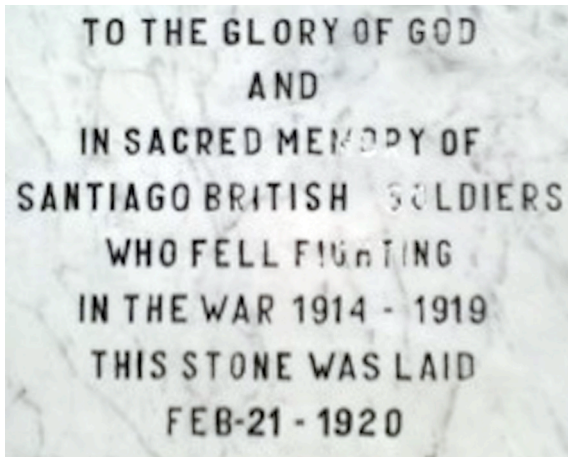 TO THE GLORY OF GOD
AND
IN SACRED MEMORY OF
SANTIAGO BRITISH SOLDIERS
WHO FELL FIGHTING
IN THE WAR 1914 - 1919
THIS STONE WAS LAID
FEB-21-1920